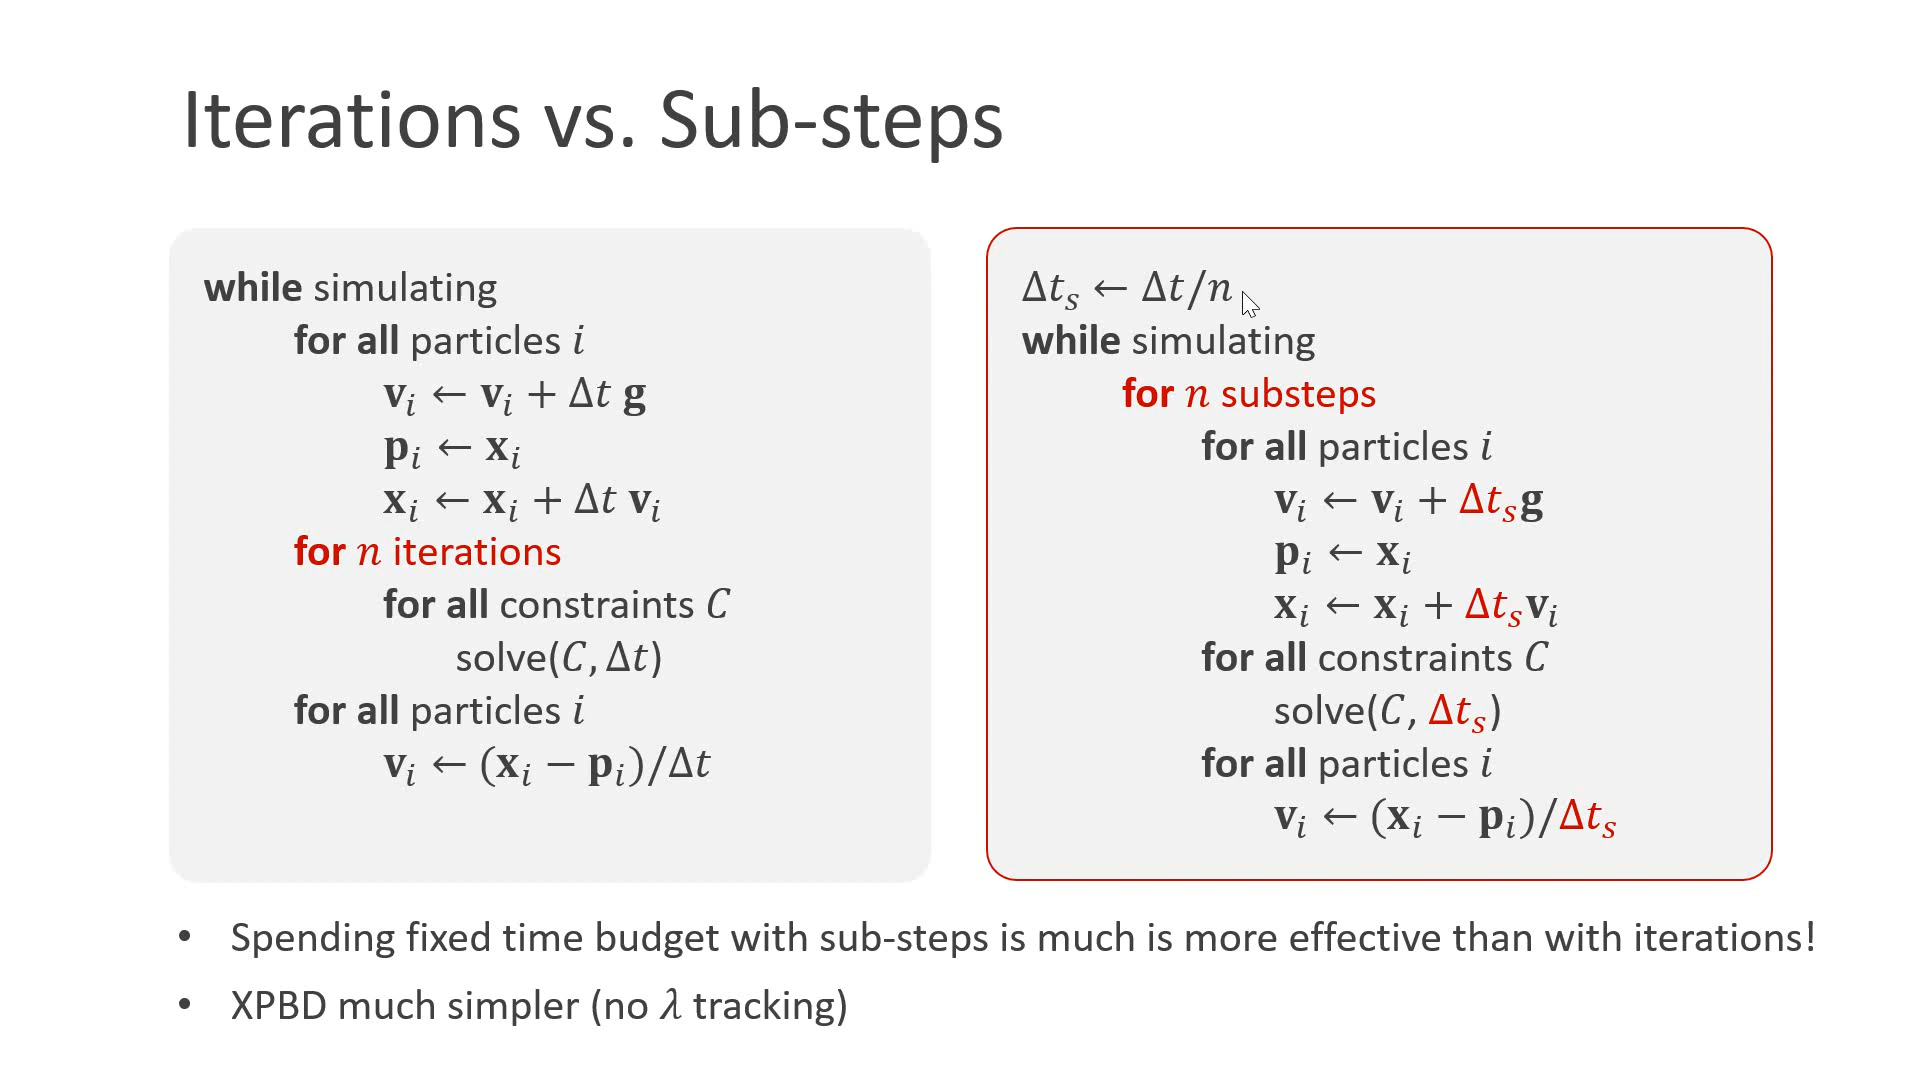 Iterations vs. Sub-steps
while simulating
for all particles i
vᵢ ← vᵢ + Δt g
pᵢ ← xᵢ
xᵢ ← xᵢ + Δt vᵢ
for n iterations
for all constraints C
solve(C, Δt)
for all particles i
vᵢ ← (xᵢ − pᵢ)/Δt
Δtₛ ← Δt/n
while simulating
for n substeps
for all particles i
vᵢ ← vᵢ + Δtₛg
pᵢ ← xᵢ
xᵢ ← xᵢ + Δtₛvᵢ
for all constraints C
solve(C, Δtₛ)
for all particles i
vᵢ ← (xᵢ − pᵢ)/Δtₛ
• Spending fixed time budget with sub-steps is much is more effective than with iterations!
• XPBD much simpler (no λ tracking)